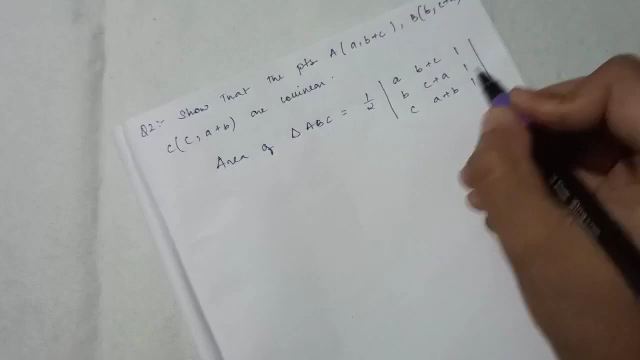 Q2:- Show that the pts A(a, b+c), B(b, c+a)
C(c, a+b) are collinear.
Area of Δ ABC = 1/2 | a b+c 1
b c+a 1
c a+b 1 |